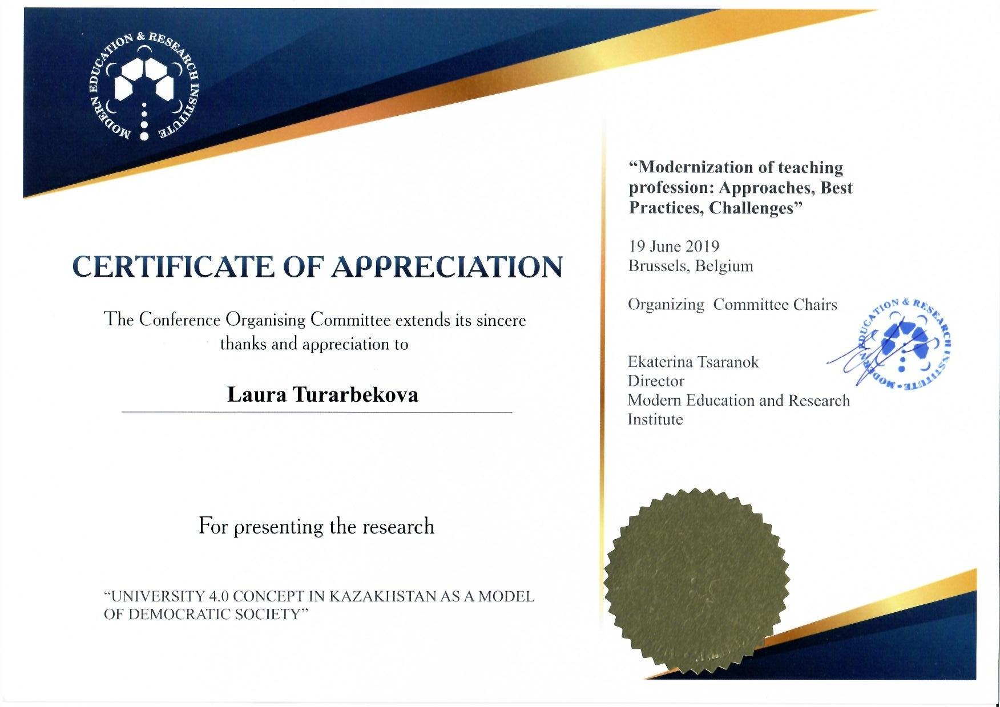 MODERN EDUCATION & RESEARCH INSTITUTE
CERTIFICATE OF APPRECIATION
The Conference Organising Committee extends its sincere
thanks and appreciation to
Laura Turarbekova
For presenting the research
“UNIVERSITY 4.0 CONCEPT IN KAZAKHSTAN AS A MODEL
OF DEMOCRATIC SOCIETY”
“Modernization of teaching
profession: Approaches, Best
Practices, Challenges”
19 June 2019
Brussels, Belgium
Organizing Committee Chairs
Ekaterina Tsaranok
Director
Modern Education and Research
Institute
MODERN EDUCATION & RESEARCH INSTITUTE